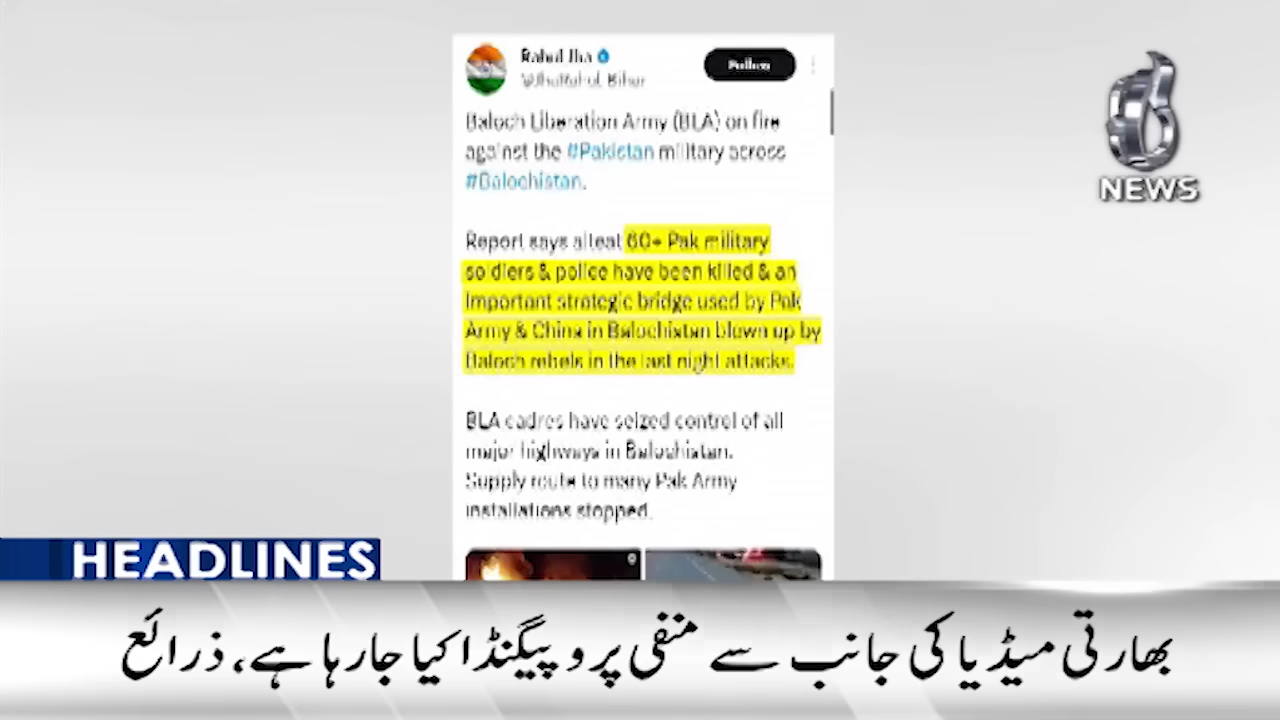 Rahul Jha
Follow
Baloch Liberation Army (BLA) on fire
against the #Pakistan military across
#Balochistan.
Report says atleat 60+ Pak military
soldiers & police have been killed & an
important strategic bridge used by Pak
Army & China in Balochistan blown up by
Baloch rebels in the last night attacks.
BLA cadres have seized control of all
major highways in Balochistan.
Supply route to many Pak Army
installations stopped.
NEWS
HEADLINES
بھارتی میڈیا کی جانب سے منفی پروپیگنڈا کیا جارہا ہے، ذرائع